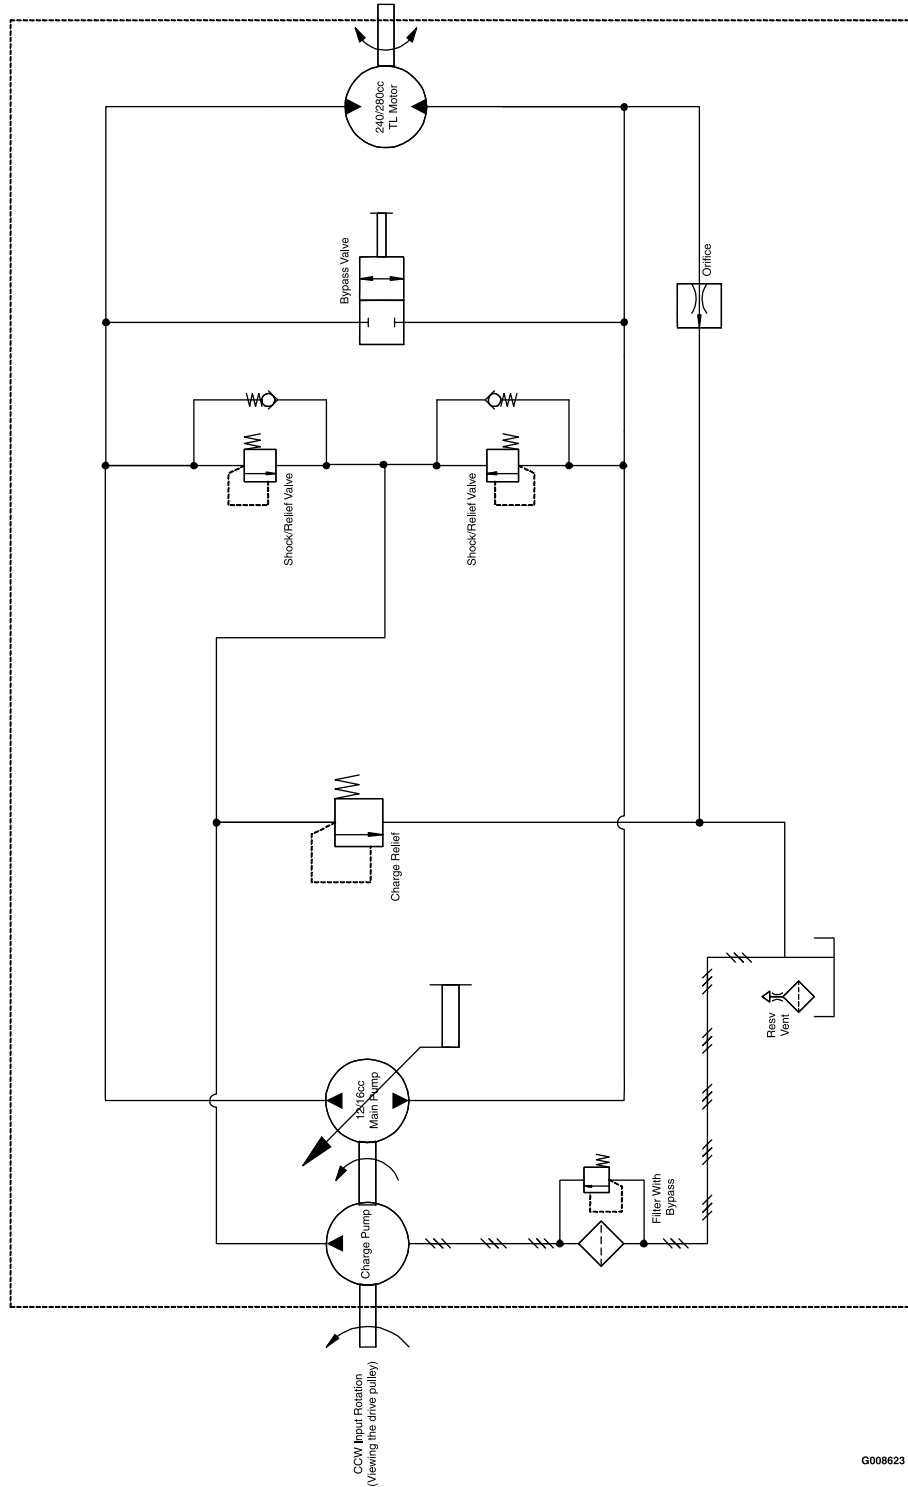 240/280cc
TL Motor
Bypass Valve
Orifice
Shock/Relief Valve
Shock/Relief Valve
Charge Relief
Resv
Vent
12/16cc
Main Pump
Filter With
Bypass
Charge Pump
CCW Input Rotation
(Viewing the drive pulley)
G008623